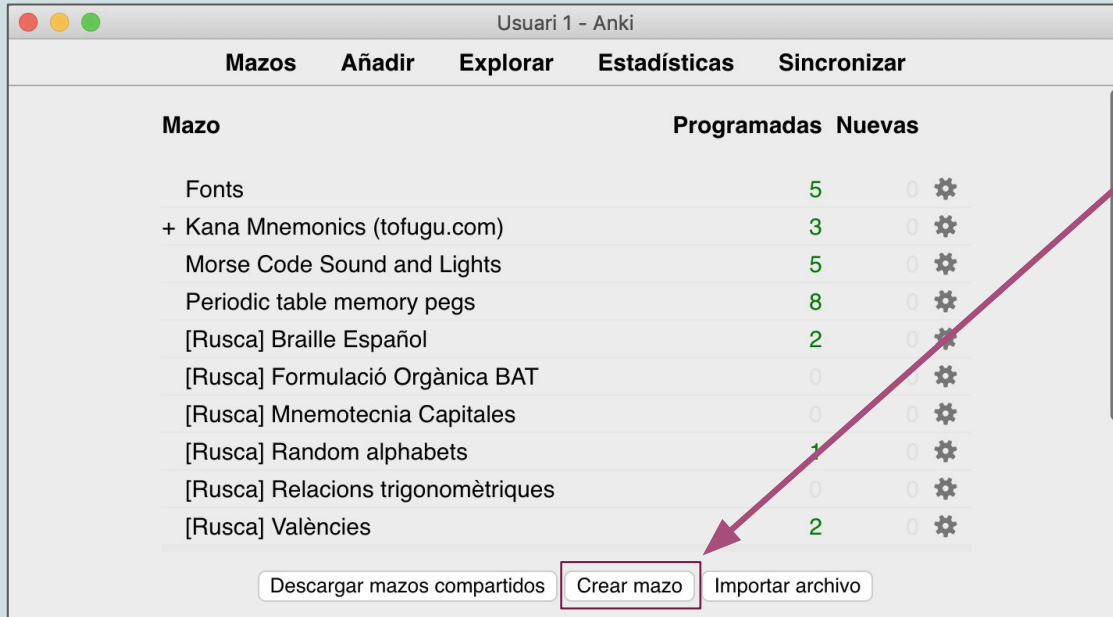 Usuari 1 - Anki
Mazos Añadir Explorar Estadísticas Sincronizar
Mazo Programadas Nuevas
Fonts 5 0
+ Kana Mnemonics (tofugu.com) 3 0
Morse Code Sound and Lights 5 0
Periodic table memory pegs 8 0
[Rusca] Braille Español 2 0
[Rusca] Formulació Orgànica BAT 0 0
[Rusca] Mnemotecnia Capitales 0 0
[Rusca] Random alphabets 1 0
[Rusca] Relacions trigonomètriques 0 0
[Rusca] Valències 2 0
Descargar mazos compartidos Crear mazo Importar archivo